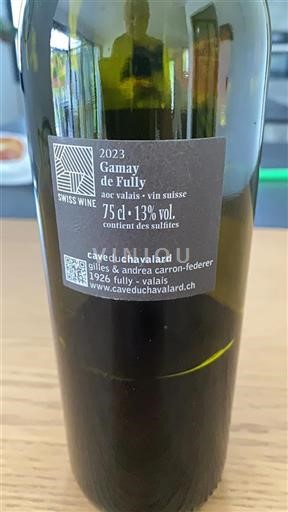 2023
Gamay
de Fully
aoc valais • vin suisse
75 cl • 13% vol.
contient des sulfites
SWISS WINE
caveduchavalard
gilles & andrea carron-federer
1926 fully - valais
www.caveduchavalard.ch
VINIOU